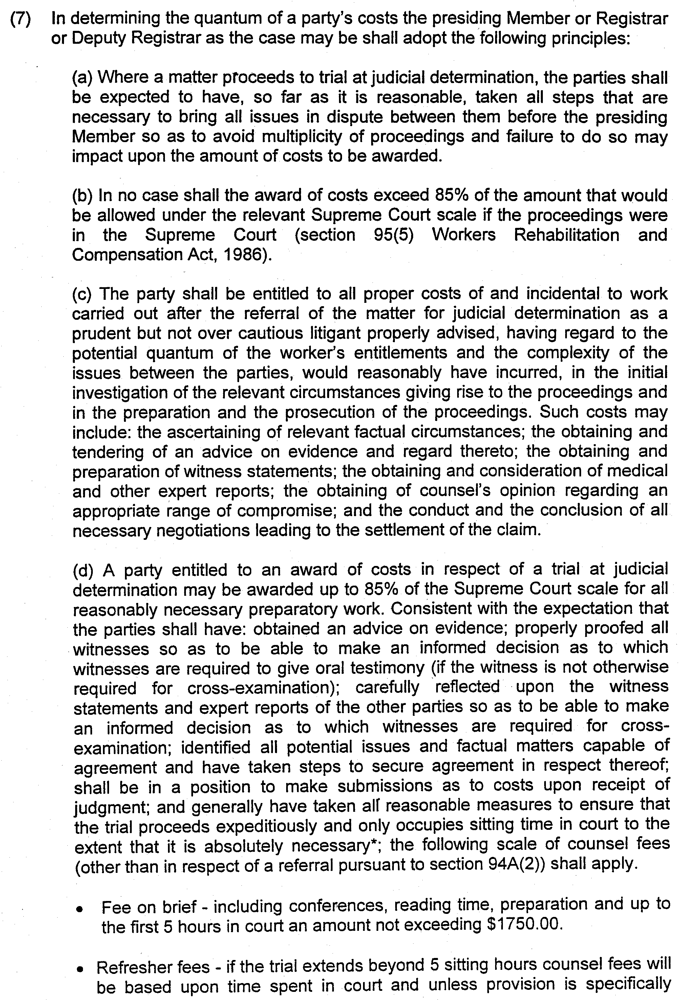 (7) In determining the quantum of a party's costs the presiding Member or Registrar
or Deputy Registrar as the case may be shall adopt the following principles:
(a) Where a matter proceeds to trial at judicial determination, the parties shall
be expected to have, so far as it is reasonable, taken all steps that are
necessary to bring all issues in dispute between them before the presiding
Member so as to avoid multiplicity of proceedings and failure to do so may
impact upon the amount of costs to be awarded.
(b) In no case shall the award of costs exceed 85% of the amount that would
be allowed under the relevant Supreme Court scale if the proceedings were
in the Supreme Court (section 95(5) Workers Rehabilitation and
Compensation Act, 1986).
(c) The party shall be entitled to all proper costs of and incidental to work
carried out after the referral of the matter for judicial determination as a
prudent but not over cautious litigant properly advised, having regard to the
potential quantum of the worker's entitlements and the complexity of the
issues between the parties, would reasonably have incurred, in the initial
investigation of the relevant circumstances giving rise to the proceedings and
in the preparation and the prosecution of the proceedings. Such costs may
include: the ascertaining of relevant factual circumstances; the obtaining and
tendering of an advice on evidence and regard thereto; the obtaining and
preparation of witness statements; the obtaining and consideration of medical
and other expert reports; the obtaining of counsel's opinion regarding an
appropriate range of compromise; and the conduct and the conclusion of all
necessary negotiations leading to the settlement of the claim.
(d) A party entitled to an award of costs in respect of a trial at judicial
determination may be awarded up to 85% of the Supreme Court scale for all
reasonably necessary preparatory work. Consistent with the expectation that
the parties shall have: obtained an advice on evidence; properly proofed all
witnesses so as to be able to make an informed decision as to which
witnesses are required to give oral testimony (if the witness is not otherwise
required for cross-examination); carefully reflected upon the witness
statements and expert reports of the other parties so as to be able to make
an informed decision as to which witnesses are required for cross-
examination; identified all potential issues and factual matters capable of
agreement and have taken steps to secure agreement in respect thereof;
shall be in a position to make submissions as to costs upon receipt of
judgment; and generally have taken all reasonable measures to ensure that
the trial proceeds expeditiously and only occupies sitting time in court to the
extent that it is absolutely necessary*; the following scale of counsel fees
(other than in respect of a referral pursuant to section 94A(2)) shall apply.
• Fee on brief - including conferences, reading time, preparation and up to
the first 5 hours in court an amount not exceeding $1750.00.
• Refresher fees - if the trial extends beyond 5 sitting hours counsel fees will
be based upon time spent in court and unless provision is specifically